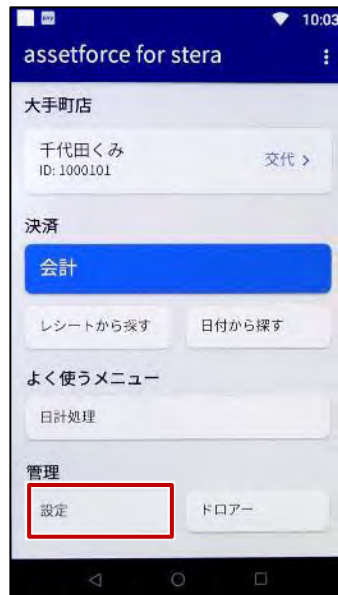 10:03
assetforce for stera
大手町店
千代田くみ
ID: 1000101
交代 >
決済
会計
レシートから探す
日付から探す
よく使うメニュー
日計処理
管理
設定
ドロアー